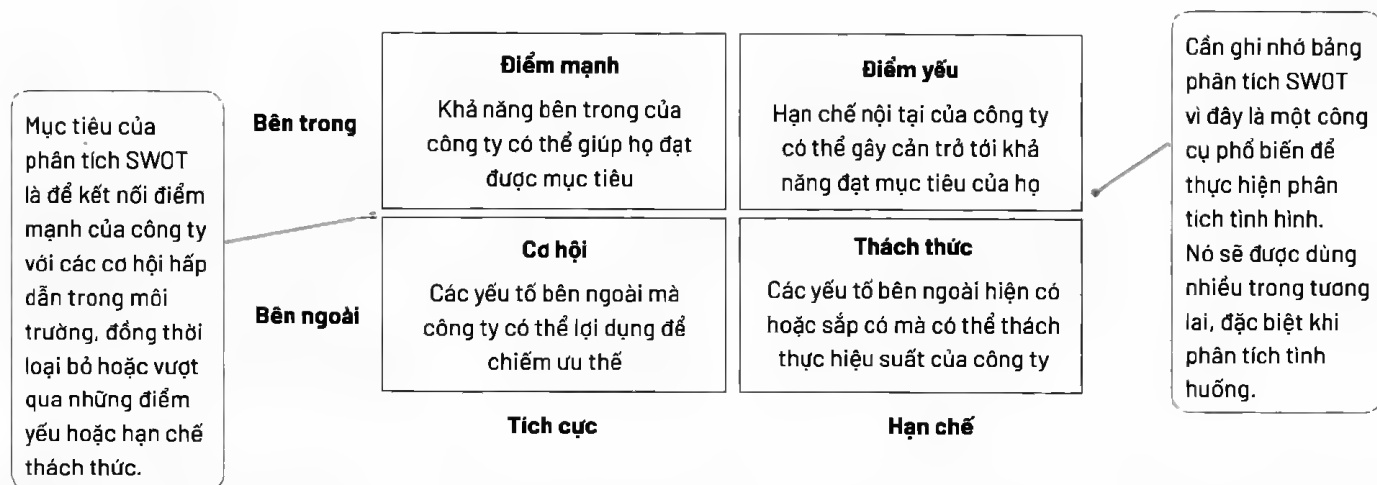 Mục tiêu của
phân tích SWOT
là để kết nối điểm
mạnh của công ty
với các cơ hội hấp
dẫn trong môi
trường, đồng thời
loại bỏ hoặc vượt
qua những điểm
yếu hoặc hạn chế
thách thức.
Bên trong
Điểm mạnh
Khả năng bên trong của
công ty có thể giúp họ đạt
được mục tiêu
Điểm yếu
Hạn chế nội tại của công ty
có thể gây cản trở tới khả
năng đạt mục tiêu của họ
Bên ngoài
Cơ hội
Các yếu tố bên ngoài mà
công ty có thể lợi dụng để
chiếm ưu thế
Thách thức
Các yếu tố bên ngoài hiện có
hoặc sắp có mà có thể thách
thực hiệu suất của công ty
Tích cực
Hạn chế
Cần ghi nhớ bảng
phân tích SWOT
vì đây là một công
cụ phổ biến để
thực hiện phân
tích tình hình.
Nó sẽ được dùng
nhiều trong tương
lai, đặc biệt khi
phân tích tình
huống.